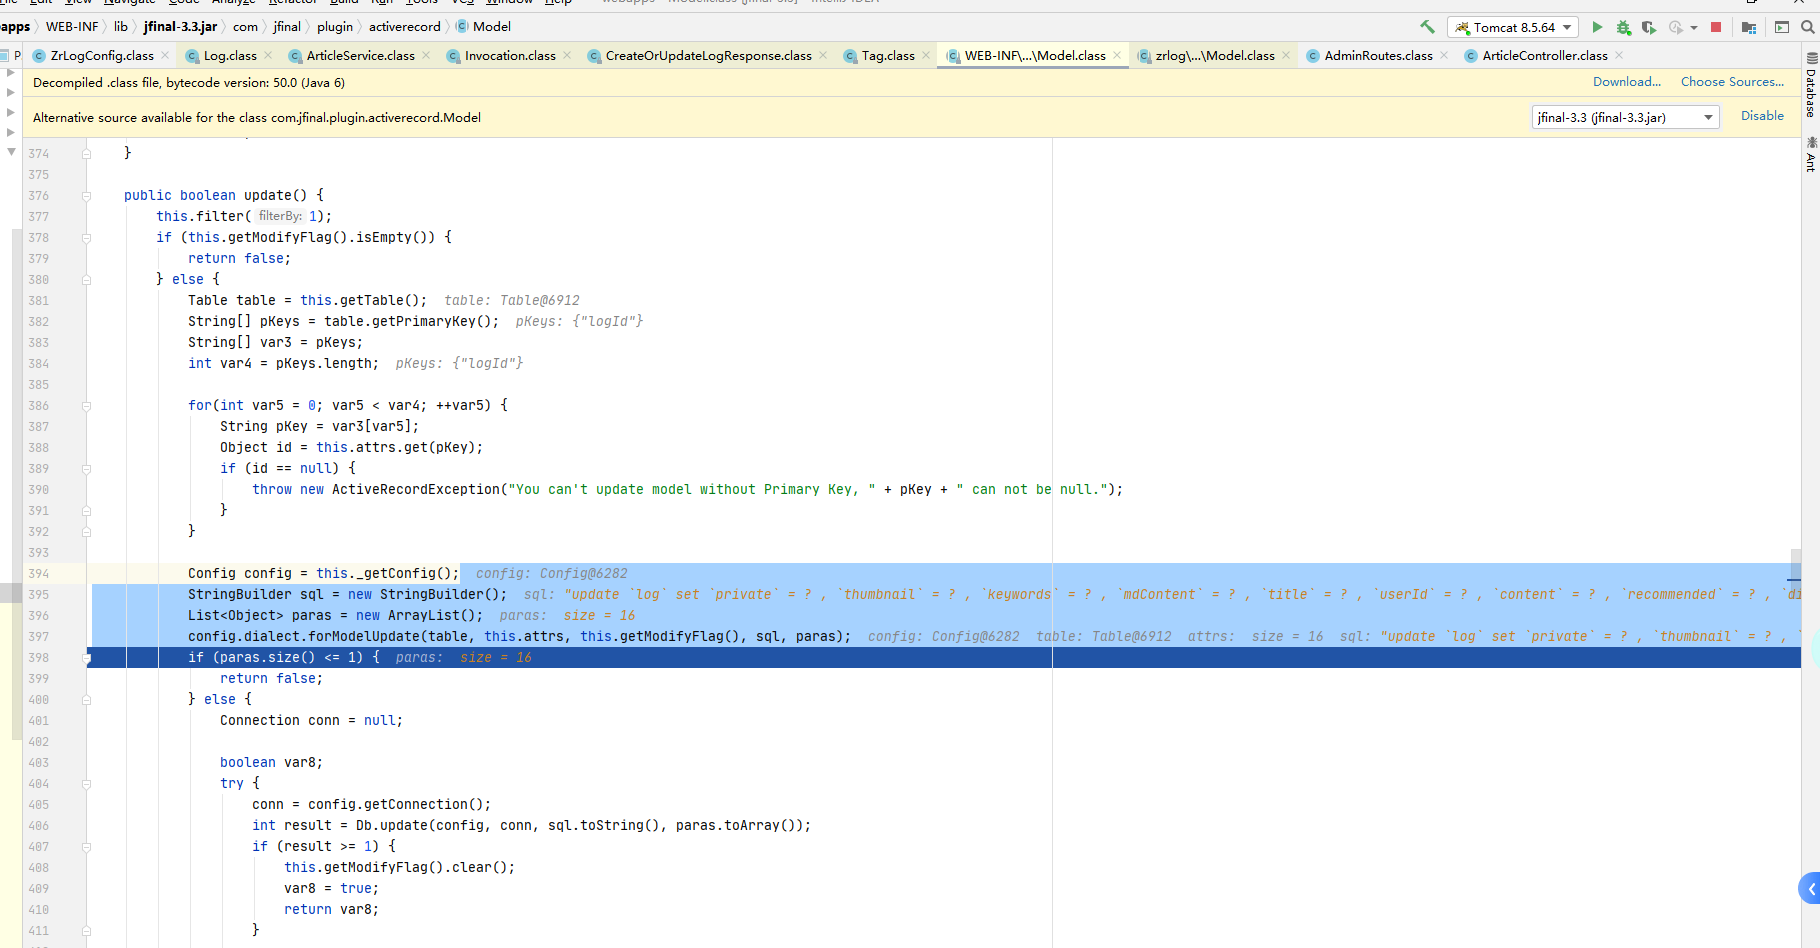 File Edit View Navigate Code Analyze Refactor Build Run Tools VCS Window Help
apps WEB-INF lib jfinal-3.3.jar com jfinal plugin activerecord Model
Tomcat 8.5.64
P ZrLogConfig.class Log.class ArticleService.class Invocation.class CreateOrUpdateLogResponse.class Tag.class WEB-INF\...\Model.class zrlog\...\Model.class AdminRoutes.class ArticleController.class
Decompiled .class file, bytecode version: 50.0 (Java 6) Download... Choose Sources...
Alternative source available for the class com.jfinal.plugin.activerecord.Model jfinal-3.3 (jfinal-3.3.jar) Disable
Database
Ant
374 }
375
376 public boolean update() {
377 this.filter( filterBy: 1);
378 if (this.getModifyFlag().isEmpty()) {
379 return false;
380 } else {
381 Table table = this.getTable(); table: Table@6912
382 String[] pKeys = table.getPrimaryKey(); pKeys: {"logId"}
383 String[] var3 = pKeys;
384 int var4 = pKeys.length; pKeys: {"logId"}
385
386 for(int var5 = 0; var5 < var4; ++var5) {
387 String pKey = var3[var5];
388 Object id = this.attrs.get(pKey);
389 if (id == null) {
390 throw new ActiveRecordException("You can't update model without Primary Key, " + pKey + " can not be null.");
391 }
392 }
393
394 Config config = this._getConfig(); config: Config@6282
395 StringBuilder sql = new StringBuilder(); sql: "update `log` set `private` = ? , `thumbnail` = ? , `keywords` = ? , `mdContent` = ? , `title` = ? , `userId` = ? , `content` = ? , `recommended` = ? , `di
396 List<Object> paras = new ArrayList(); paras: size = 16
397 config.dialect.forModelUpdate(table, this.attrs, this.getModifyFlag(), sql, paras); config: Config@6282 table: Table@6912 attrs: size = 16 sql: "update `log` set `private` = ? , `thumbnail` = ? , `
398 if (paras.size() <= 1) { paras: size = 16
399 return false;
400 } else {
401 Connection conn = null;
402
403 boolean var8;
404 try {
405 conn = config.getConnection();
406 int result = Db.update(config, conn, sql.toString(), paras.toArray());
407 if (result >= 1) {
408 this.getModifyFlag().clear();
409 var8 = true;
410 return var8;
411 }